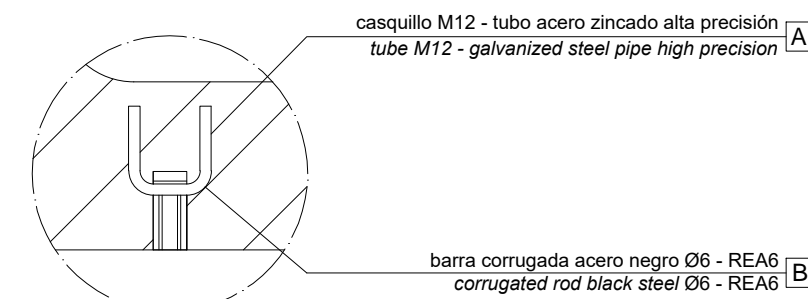 casquillo M12 - tubo acero zincado alta precisión
tube M12 - galvanized steel pipe high precision
A
barra corrugada acero negro Ø6 - REA6
corrugated rod black steel Ø6 - REA6
B